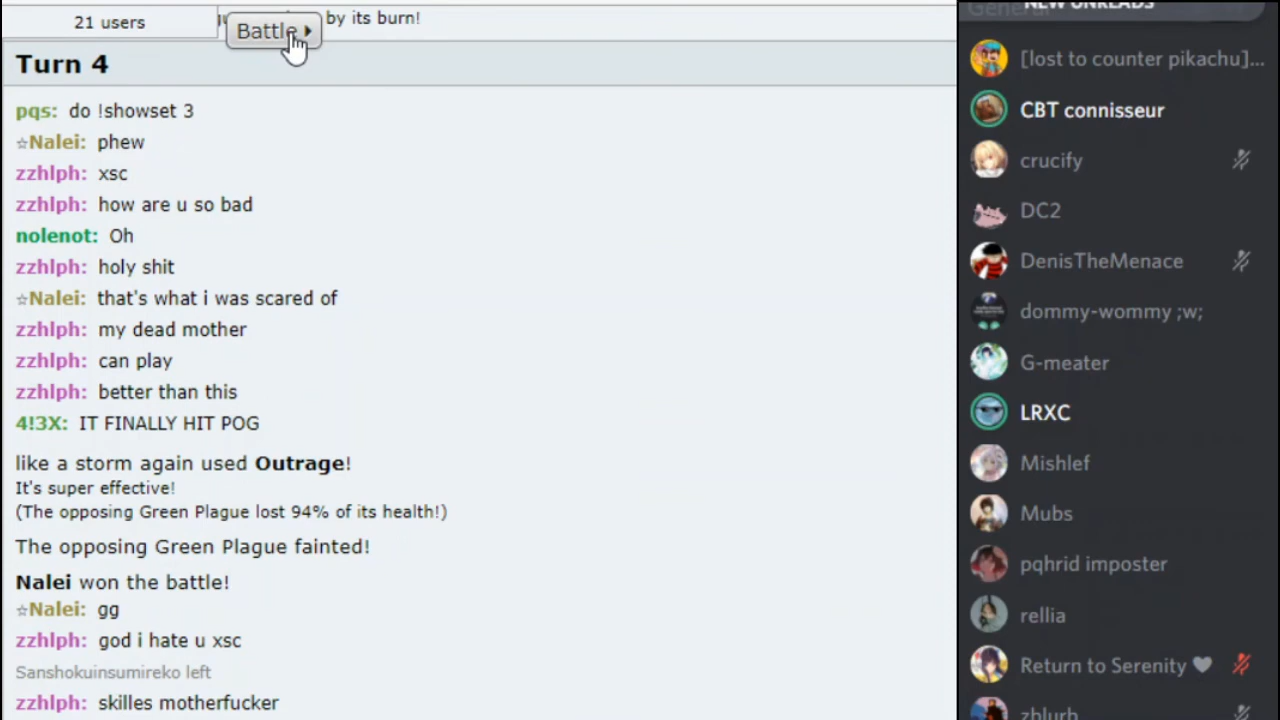 21 users
Battle
by its burn!
Turn 4
pqs: do !showset 3
☆Nalei: phew
zzhlph: xsc
zzhlph: how are u so bad
nolenot: Oh
zzhlph: holy shit
☆Nalei: that's what i was scared of
zzhlph: my dead mother
zzhlph: can play
zzhlph: better than this
4!3X: IT FINALLY HIT POG
like a storm again used Outrage!
It's super effective!
(The opposing Green Plague lost 94% of its health!)
The opposing Green Plague fainted!
Nalei won the battle!
☆Nalei: gg
zzhlph: god i hate u xsc
Sanshokuinsumireko left
zzhlph: skilles motherfucker
General
NEW UNREADS
[lost to counter pikachu]...
CBT connisseur
crucify
DC2
DenisTheMenace
dommy-wommy ;w;
G-meater
LRXC
Mishlef
Mubs
pqhrid imposter
rellia
Return to Serenity ♥
zblurb